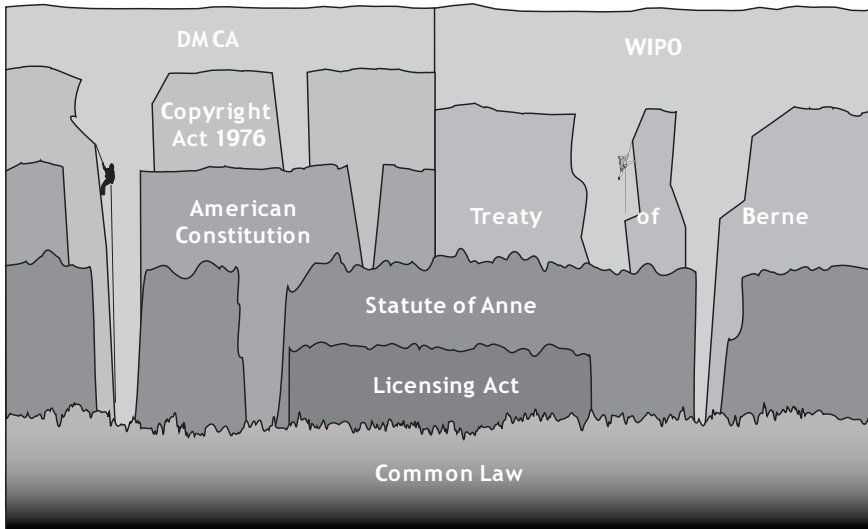 DMCA
WIPO
Copyright
Act 1976
American
Constitution
Treaty of Berne
Statute of Anne
Licensing Act
Common Law